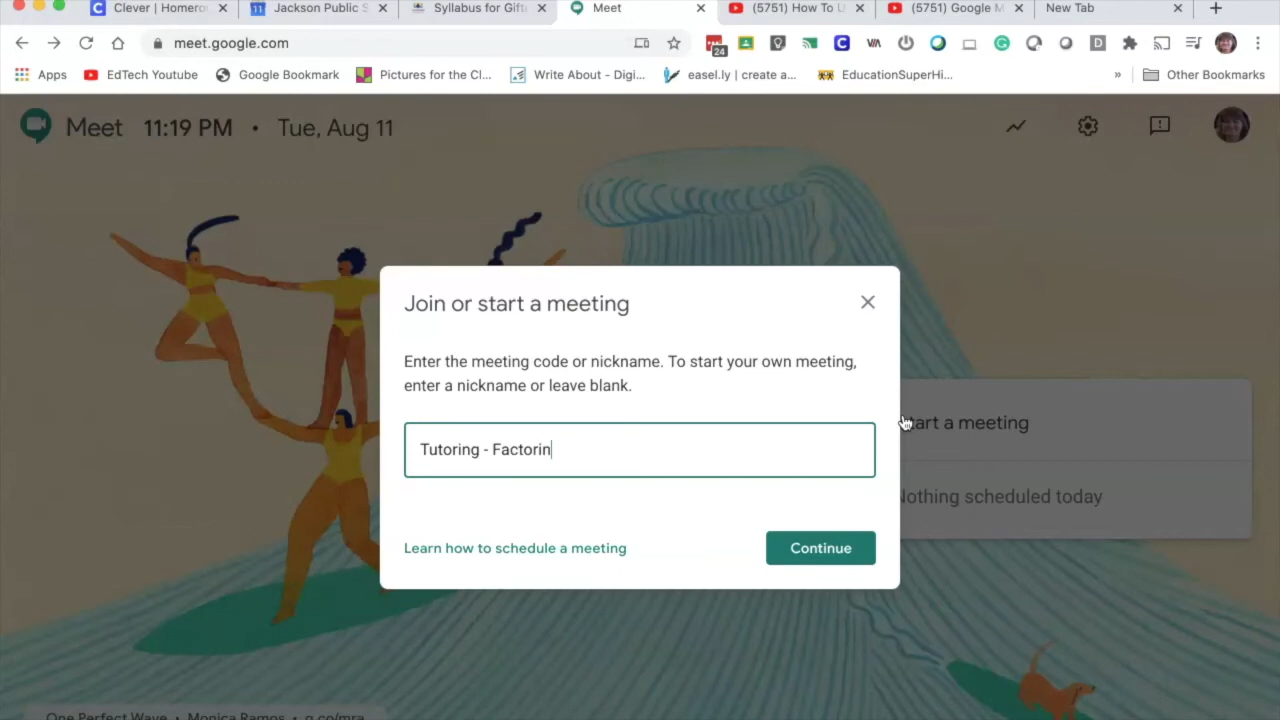 Clever | Homero
Jackson Public S
Syllabus for Gift
Meet
(5751) How To U
(5751) Google M
New Tab
meet.google.com
24
VIA
D
Apps
EdTech Youtube
Google Bookmark
Pictures for the Cl...
Write About - Digi...
easel.ly | create a...
EducationSuperHi...
»
Other Bookmarks
Meet 11:19 PM • Tue, Aug 11
Join or start a meeting
Enter the meeting code or nickname. To start your own meeting,
enter a nickname or leave blank.
Tutoring - Factorin
Learn how to schedule a meeting
Continue
tart a meeting
Nothing scheduled today
One Perfect Wave • Monica Ramos • g.co/mra